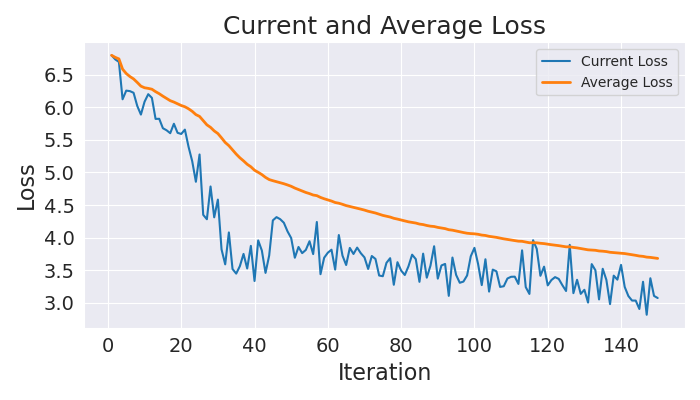 Current and Average Loss
Current Loss
Average Loss
6.5
6.0
5.5
5.0
4.5
4.0
3.5
3.0
Loss
0 20 40 60 80 100 120 140
Iteration